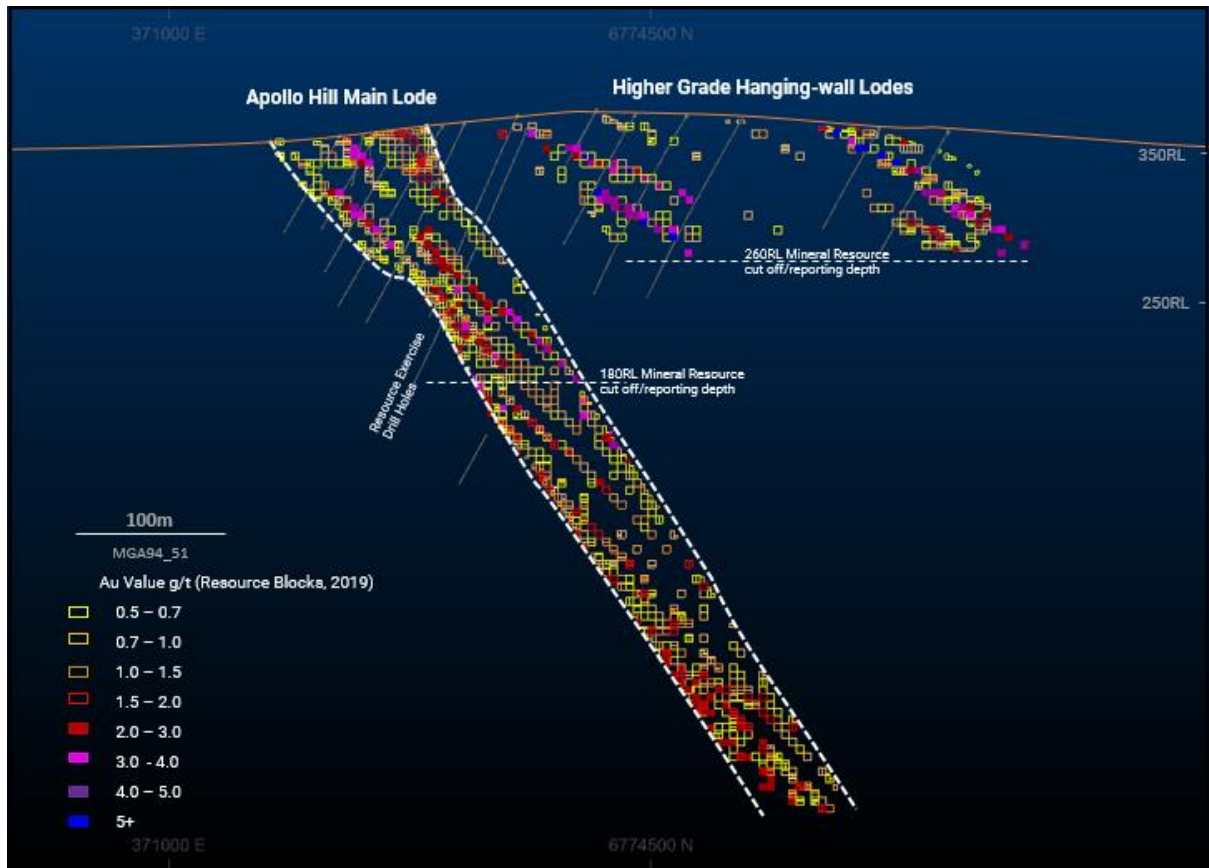 371000 E
6774500 N
Apollo Hill Main Lode
Higher Grade Hanging-wall Lodes
350RL
260RL Mineral Resource
cut off/reporting depth
250RL
Resource Exercise
Drill Holes
180RL Mineral Resource
cut off/reporting depth
100m
MGA94_51
Au Value g/t (Resource Blocks, 2019)
0.5 – 0.7
0.7 – 1.0
1.0 – 1.5
1.5 – 2.0
2.0 – 3.0
3.0 - 4.0
4.0 – 5.0
5+
371000 E
6774500 N